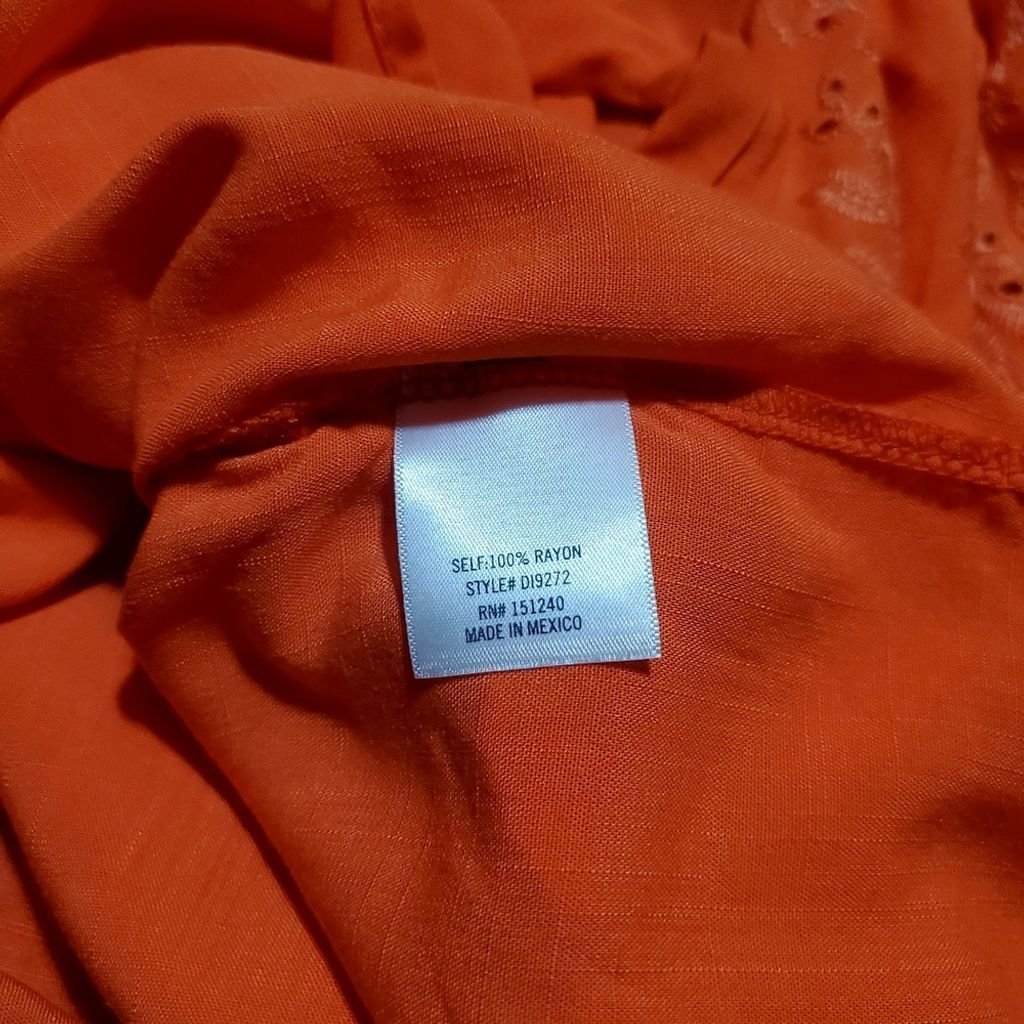 SELF:100% RAYON
STYLE# DI9272
RN# 151240
MADE IN MEXICO